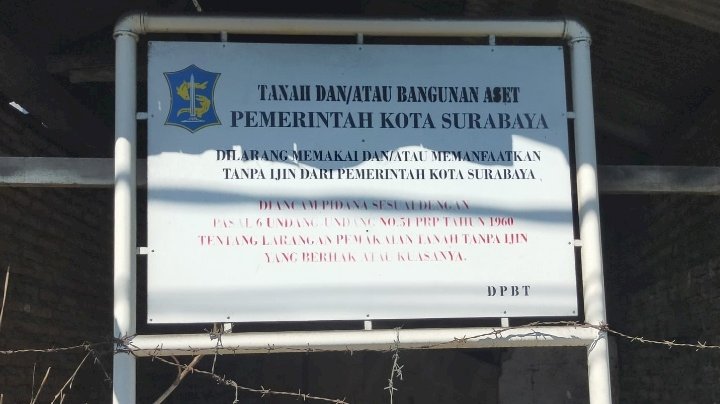 TANAH DAN/ATAU BANGUNAN ASET
PEMERINTAH KOTA SURABAYA
DILARANG MEMAKAI DAN/ATAU MEMANFAATKAN
TANPA IJIN DARI PEMERINTAH KOTA SURABAYA
DIANCAM PIDANA SESUAI DENGAN
PASAL 6 UNDANG-UNDANG NO.51 PRP TAHUN 1960
TENTANG LARANGAN PEMAKAIAN TANAH TANPA IJIN
YANG BERHAK ATAU KUASANYA.
DPBT